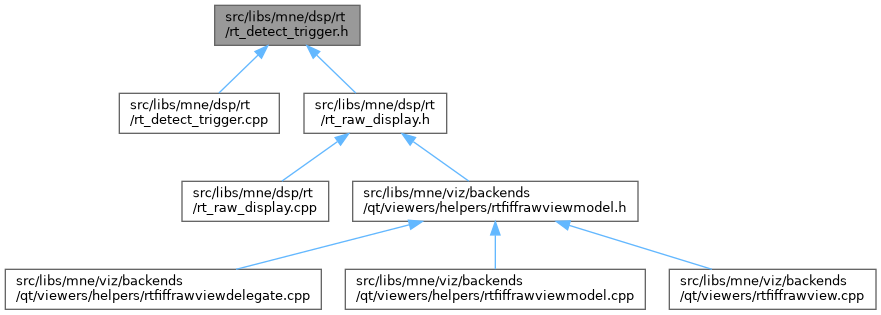 src/libs/mne/dsp/rt
/rt_detect_trigger.h
src/libs/mne/dsp/rt
/rt_detect_trigger.cpp
src/libs/mne/dsp/rt
/rt_raw_display.h
src/libs/mne/dsp/rt
/rt_raw_display.cpp
src/libs/mne/viz/backends
/qt/viewers/helpers/rtfiffrawviewmodel.h
src/libs/mne/viz/backends
/qt/viewers/helpers/rtfiffrawviewdelegate.cpp
src/libs/mne/viz/backends
/qt/viewers/helpers/rtfiffrawviewmodel.cpp
src/libs/mne/viz/backends
/qt/viewers/rtfiffrawview.cpp